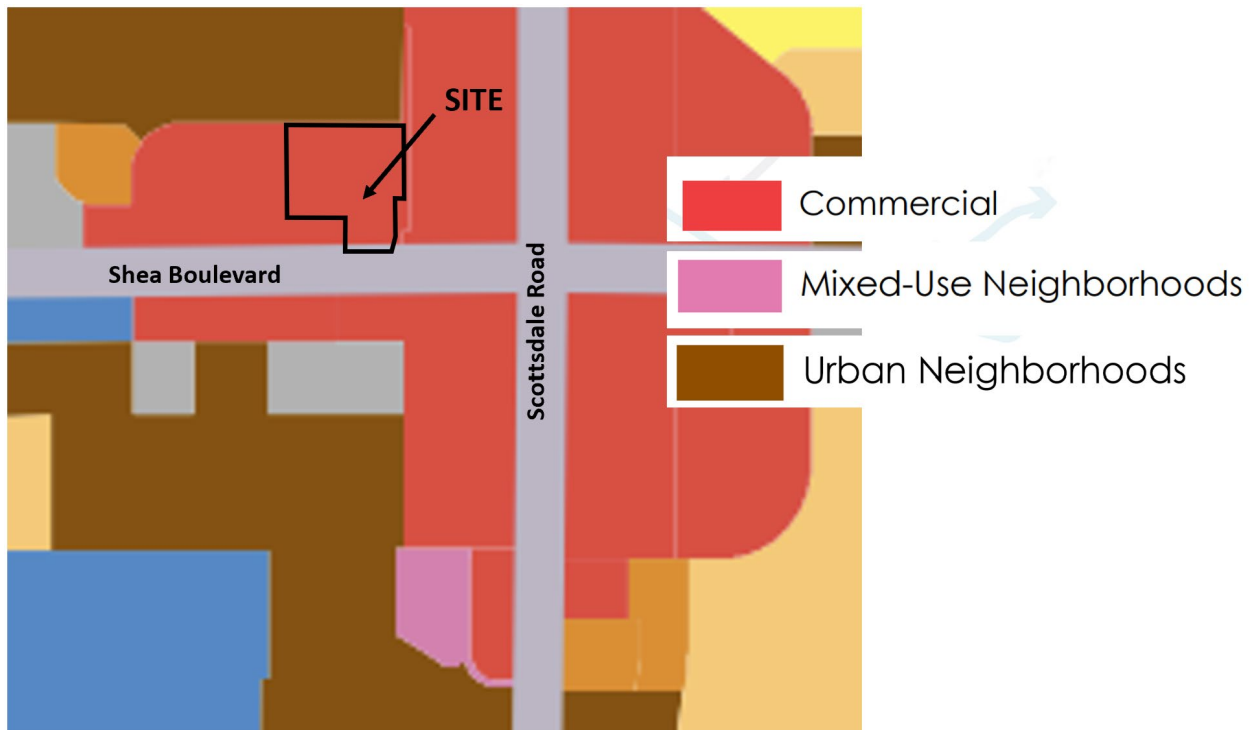 SITE
Commercial
Shea Boulevard
Mixed-Use Neighborhoods
Scottsdale Road
Urban Neighborhoods